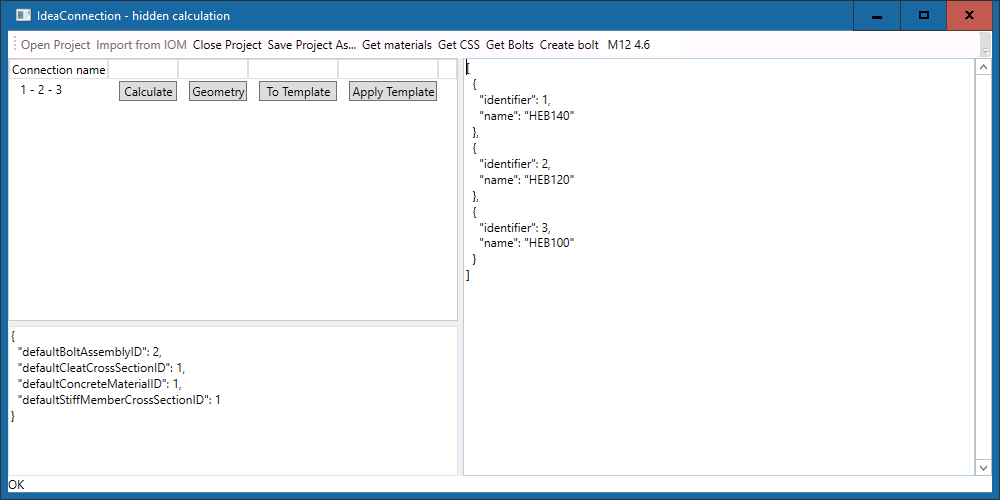 IdeaConnection - hidden calculation
Open Project Import from IOM Close Project Save Project As... Get materials Get CSS Get Bolts Create bolt M12 4.6
Connection name
1 - 2 - 3 Calculate Geometry To Template Apply Template
{
"defaultBoltAssemblyID": 2,
"defaultCleatCrossSectionID": 1,
"defaultConcreteMaterialID": 1,
"defaultStiffMemberCrossSectionID": 1
}
[
{
"identifier": 1,
"name": "HEB140"
},
{
"identifier": 2,
"name": "HEB120"
},
{
"identifier": 3,
"name": "HEB100"
}
]
OK